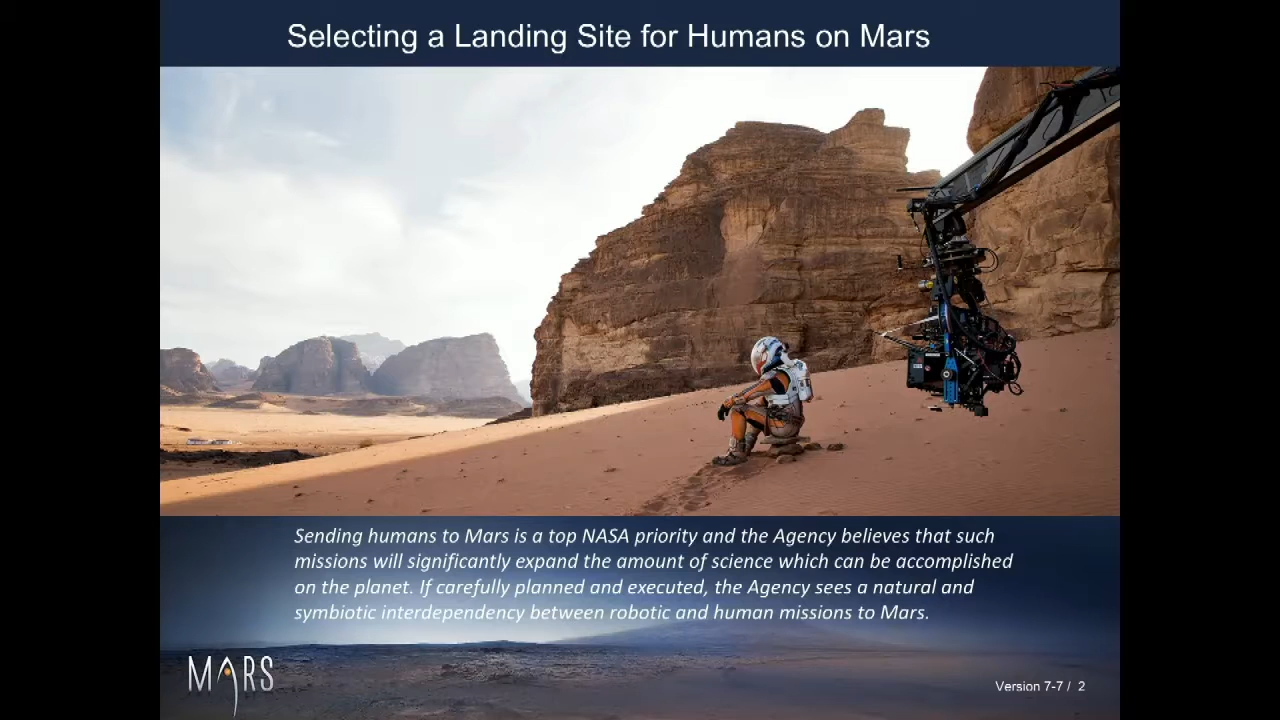 Selecting a Landing Site for Humans on Mars
Sending humans to Mars is a top NASA priority and the Agency believes that such
missions will significantly expand the amount of science which can be accomplished
on the planet. If carefully planned and executed, the Agency sees a natural and
symbiotic interdependency between robotic and human missions to Mars.
MARS
Version 7-7 / 2